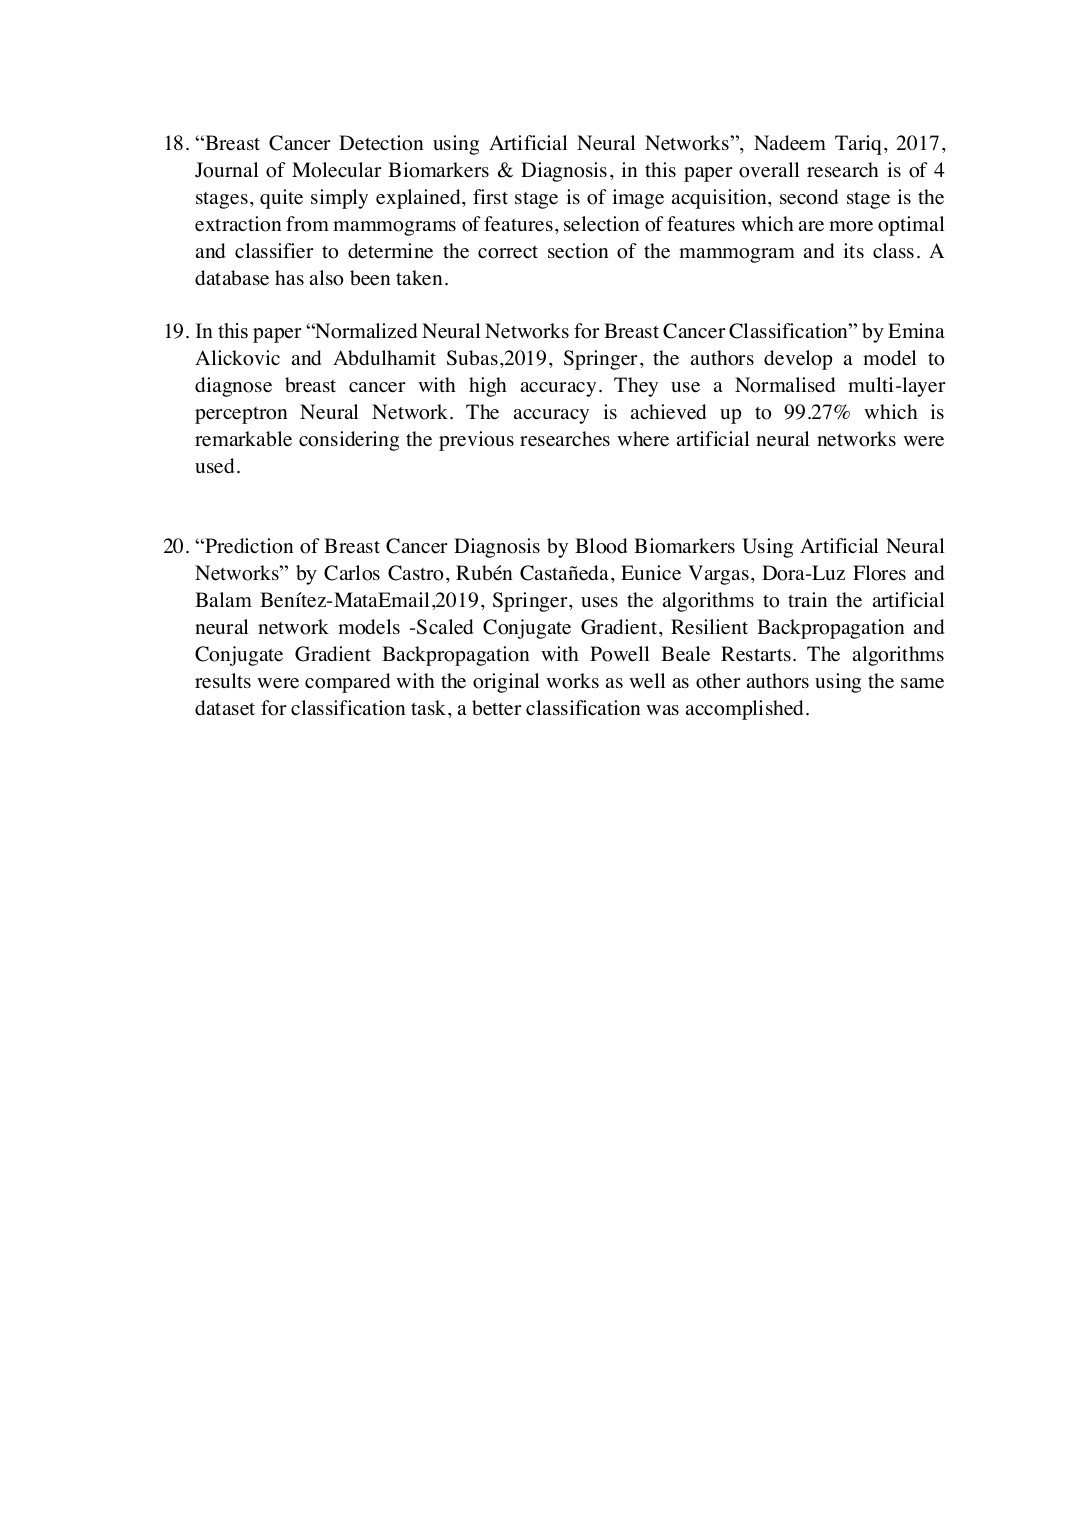 18. “Breast Cancer Detection using Artificial Neural Networks”, Nadeem Tariq, 2017,
Journal of Molecular Biomarkers & Diagnosis, in this paper overall research is of 4
stages, quite simply explained, first stage is of image acquisition, second stage is the
extraction from mammograms of features, selection of features which are more optimal
and classifier to determine the correct section of the mammogram and its class. A
database has also been taken.
19. In this paper “Normalized Neural Networks for Breast Cancer Classification” by Emina
Alickovic and Abdulhamit Subas,2019, Springer, the authors develop a model to
diagnose breast cancer with high accuracy. They use a Normalised multi-layer
perceptron Neural Network. The accuracy is achieved up to 99.27% which is
remarkable considering the previous researches where artificial neural networks were
used.
20. “Prediction of Breast Cancer Diagnosis by Blood Biomarkers Using Artificial Neural
Networks” by Carlos Castro, Rubén Castañeda, Eunice Vargas, Dora-Luz Flores and
Balam Benítez-MataEmail,2019, Springer, uses the algorithms to train the artificial
neural network models -Scaled Conjugate Gradient, Resilient Backpropagation and
Conjugate Gradient Backpropagation with Powell Beale Restarts. The algorithms
results were compared with the original works as well as other authors using the same
dataset for classification task, a better classification was accomplished.